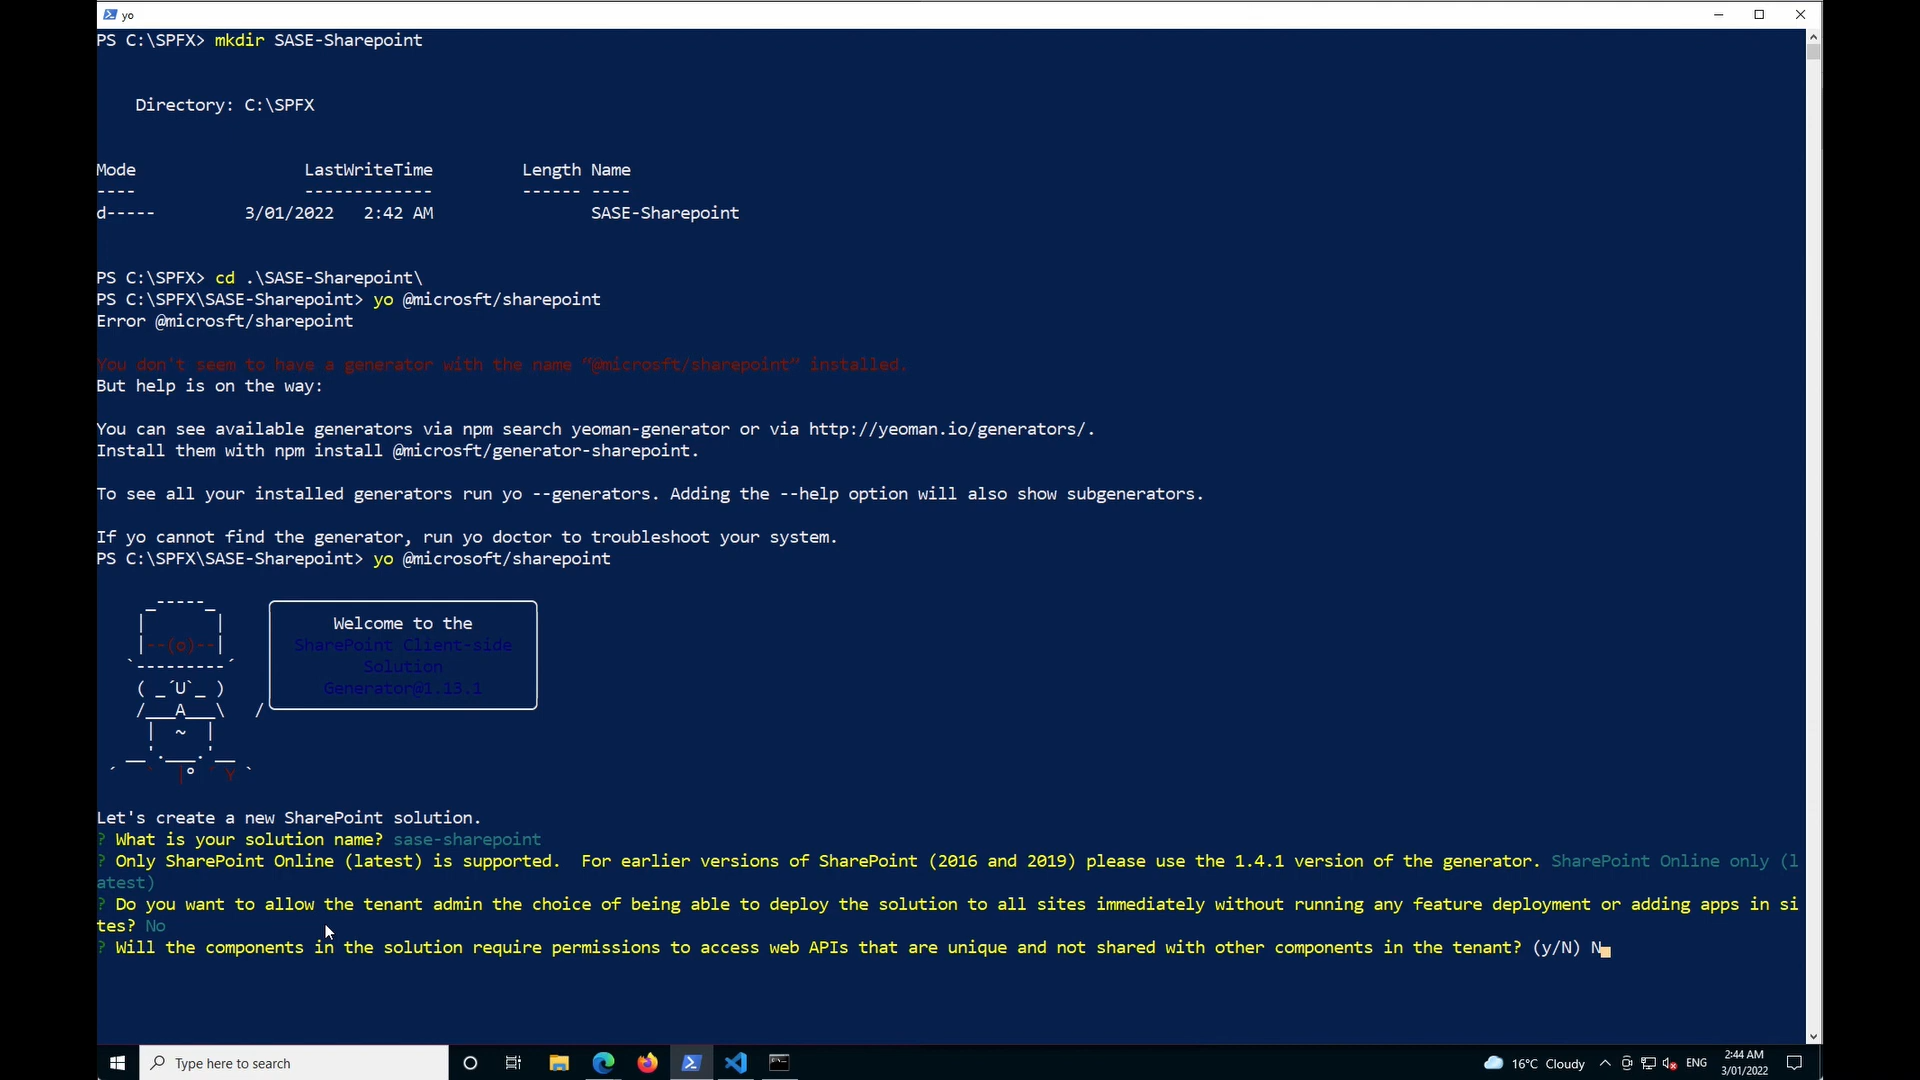 yo
PS C:\SPFX> mkdir SASE-Sharepoint
Directory: C:\SPFX
Mode LastWriteTime Length Name
---- ------------- ------ ----
d----- 3/01/2022 2:42 AM SASE-Sharepoint
PS C:\SPFX> cd .\SASE-Sharepoint\
PS C:\SPFX\SASE-Sharepoint> yo @microsft/sharepoint
Error @microsft/sharepoint
You don't seem to have a generator with the name “@microsft/sharepoint” installed.
But help is on the way:
You can see available generators via npm search yeoman-generator or via http://yeoman.io/generators/.
Install them with npm install @microsft/generator-sharepoint.
To see all your installed generators run yo --generators. Adding the --help option will also show subgenerators.
If yo cannot find the generator, run yo doctor to troubleshoot your system.
PS C:\SPFX\SASE-Sharepoint> yo @microsoft/sharepoint
Welcome to the
SharePoint Client-side
Solution
Generator@1.13.1
Let's create a new SharePoint solution.
? What is your solution name? sase-sharepoint
? Only SharePoint Online (latest) is supported.  For earlier versions of SharePoint (2016 and 2019) please use the 1.4.1 version of the generator. SharePoint Online only (l
atest)
? Do you want to allow the tenant admin the choice of being able to deploy the solution to all sites immediately without running any feature deployment or adding apps in si
tes? No
? Will the components in the solution require permissions to access web APIs that are unique and not shared with other components in the tenant? (y/N) N
Type here to search
16°C Cloudy
ENG
2:44 AM
3/01/2022